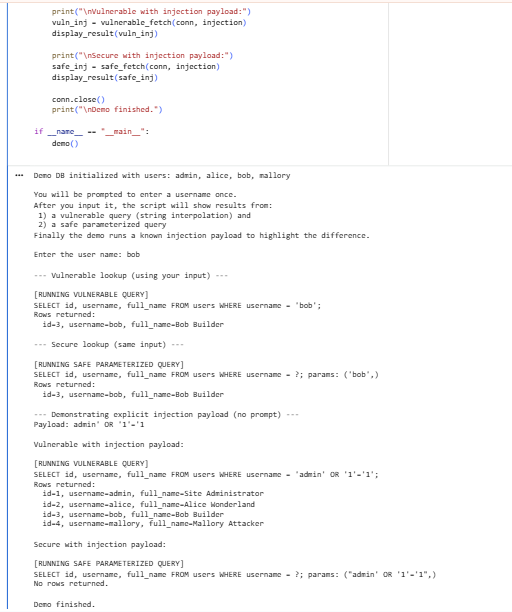 print("\nVulnerable with injection payload:")
vuln_inj = vulnerable_fetch(conn, injection)
display_result(vuln_inj)
print("\nSecure with injection payload:")
safe_inj = safe_fetch(conn, injection)
display_result(safe_inj)
conn.close()
print("\nDemo finished.")
if __name__ == "__main__":
demo()
... Demo DB initialized with users: admin, alice, bob, mallory
You will be prompted to enter a username once.
After you input it, the script will show results from:
1) a vulnerable query (string interpolation) and
2) a safe parameterized query
Finally the demo runs a known injection payload to highlight the difference.
Enter the user name: bob
--- Vulnerable lookup (using your input) ---
[RUNNING VULNERABLE QUERY]
SELECT id, username, full_name FROM users WHERE username = 'bob';
Rows returned:
id=3, username=bob, full_name=Bob Builder
--- Secure lookup (same input) ---
[RUNNING SAFE PARAMETERIZED QUERY]
SELECT id, username, full_name FROM users WHERE username = ?; params: ('bob',)
Rows returned:
id=3, username=bob, full_name=Bob Builder
--- Demonstrating explicit injection payload (no prompt) ---
Payload: admin' OR '1'='1
Vulnerable with injection payload:
[RUNNING VULNERABLE QUERY]
SELECT id, username, full_name FROM users WHERE username = 'admin' OR '1'='1';
Rows returned:
id=1, username=admin, full_name=Site Administrator
id=2, username=alice, full_name=Alice Wonderland
id=3, username=bob, full_name=Bob Builder
id=4, username=mallory, full_name=Mallory Attacker
Secure with injection payload:
[RUNNING SAFE PARAMETERIZED QUERY]
SELECT id, username, full_name FROM users WHERE username = ?; params: ("admin' OR '1'='1",)
No rows returned.
Demo finished.